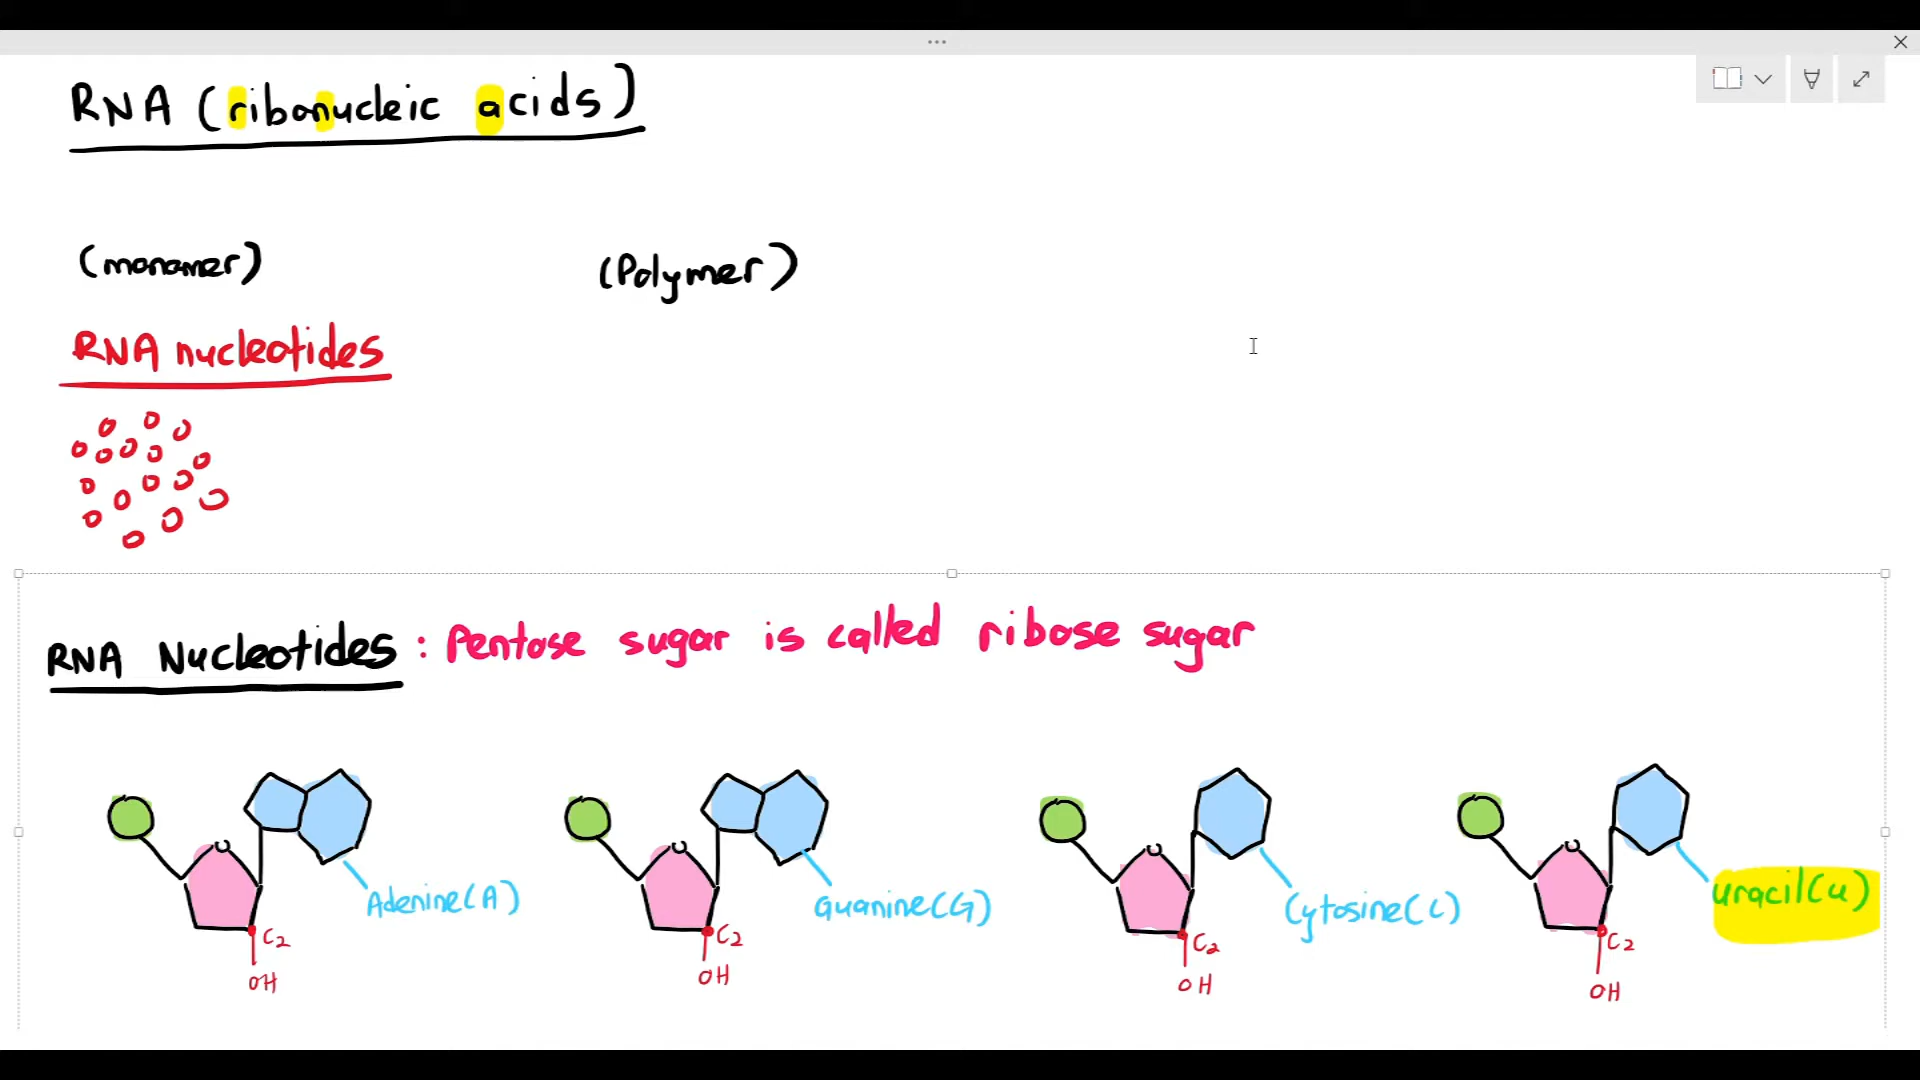 RNA (ribonucleic acids)
(monomer) (Polymer)
RNA nucleotides
RNA Nucleotides : Pentose sugar is called ribose sugar
Adenine(A) Guanine(G) Cytosine(C) uracil(u)
O O O O
C2 C2 C2 C2
OH OH OH OH